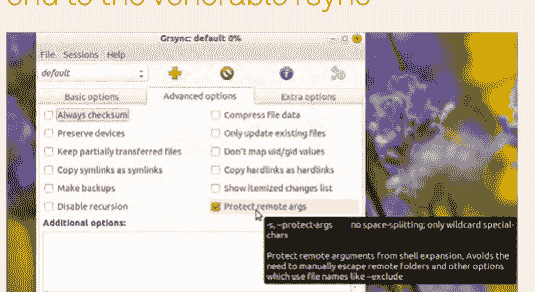 end to the venerable rsync
Grsync: default 0%
File Sessions Help
default
Basic options Advanced options Extra options
Always checksum Compress file data
Preserve devices Only update existing files
Keep partially transferred files Don't map uid/gid values
Copy symlinks as symlinks Copy hardlinks as hardlinks
Make backups Show itemized changes list
Disable recursion Protect remote args
Additional options:
-s, --protect-args no space-splitting; only wildcard special-
chars
Protect remote arguments from shell expansion, Avoids the
need to manually escape remote folders and other options
which use file names like --exclude